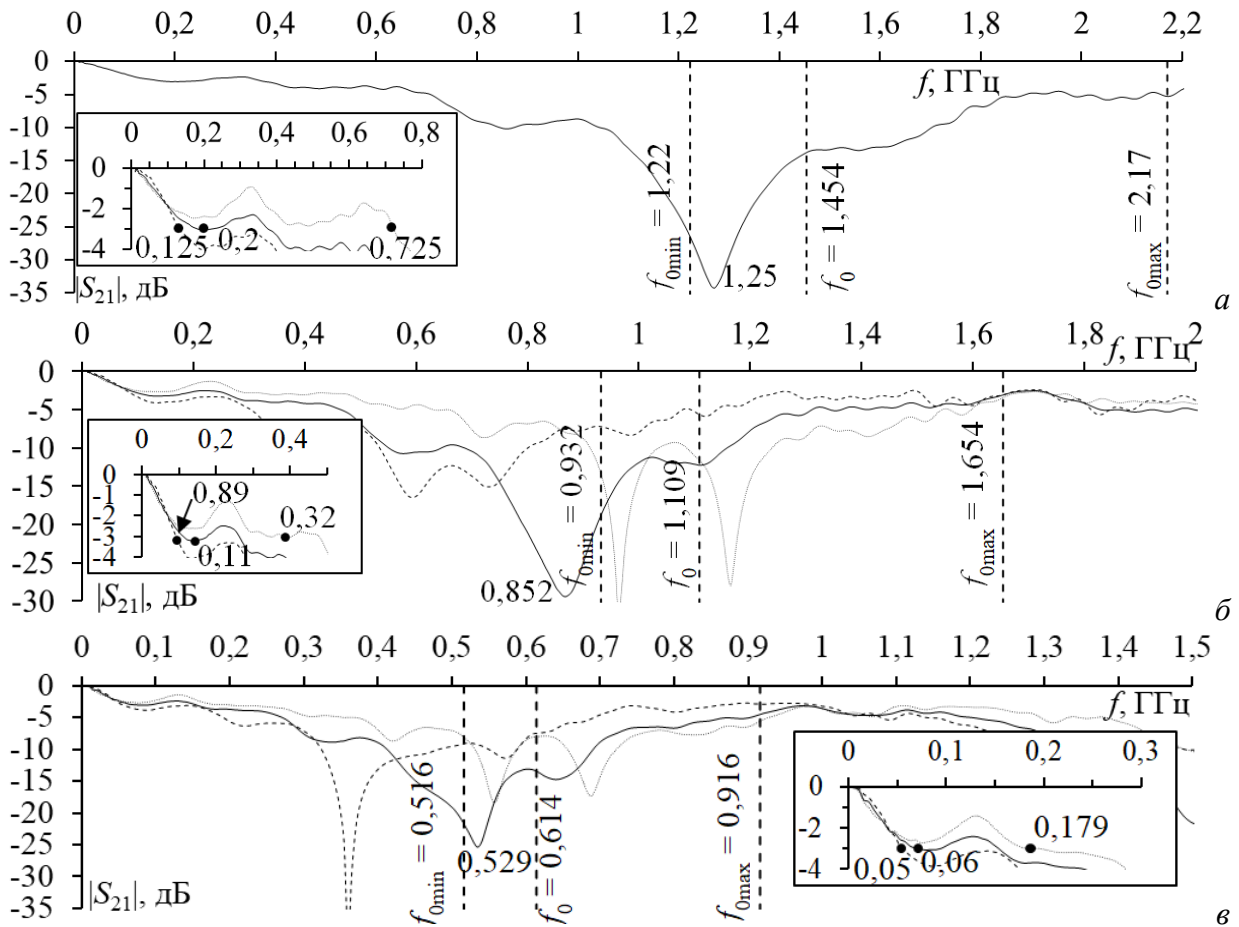 0 0,2 0,4 0,6 0,8 1 1,2 1,4 1,6 1,8 2 2,2
0
-5
-10
-15
-20
-25
-30
-35
f, ГГц
f0min = 1,22
f0 = 1,454
f0max = 2,17
1,25
0 0,2 0,4 0,6 0,8
0
-2
-4
0,125 0,2 0,725
|S21|, дБ
а
0 0,2 0,4 0,6 0,8 1 1,2 1,4 1,6 1,8 2
0
-5
-10
-15
-20
-25
-30
f, ГГц
f0min = 0,932
f0 = 1,109
f0max = 1,654
0,852
0 0,2 0,4
0
-1
-2
-3
-4
0,89
0,11
0,32
|S21|, дБ
б
0 0,1 0,2 0,3 0,4 0,5 0,6 0,7 0,8 0,9 1 1,1 1,2 1,3 1,4 1,5
0
-5
-10
-15
-20
-25
-30
-35
f, ГГц
f0min = 0,516
f0 = 0,614
f0max = 0,916
0,529
0 0,1 0,2 0,3
0
-2
-4
0,05 0,06 0,179
|S21|, дБ
в